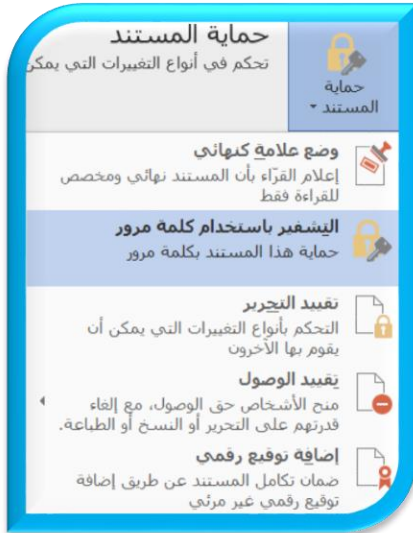 حماية المستند
تحكم في أنواع التغييرات التي يمكن
حماية
المستند
وضع علامة كنهائي
إعلام القرّاء بأن المستند نهائي ومخصص
للقراءة فقط
التشفير باستخدام كلمة مرور
حماية هذا المستند بكلمة مرور
تقييد التحرير
التحكم بأنواع التغييرات التي يمكن أن
يقوم بها الآخرون
تقييد الوصول
منح الأشخاص حق الوصول، مع إلغاء
قدرتهم على التحرير أو النسخ أو الطباعة.
إضافة توقيع رقمي
ضمان تكامل المستند عن طريق إضافة
توقيع رقمي غير مرئي